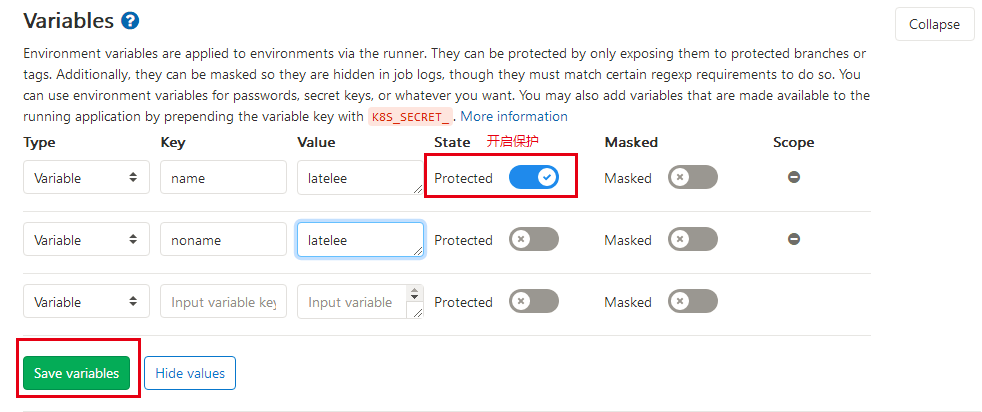 Variables ?
Collapse
Environment variables are applied to environments via the runner. They can be protected by only exposing them to protected branches or
tags. Additionally, they can be masked so they are hidden in job logs, though they must match certain regexp requirements to do so. You
can use environment variables for passwords, secret keys, or whatever you want. You may also add variables that are made available to the
running application by prepending the variable key with K8S_SECRET_. More information
Type Key Value State 开启保护 Masked Scope
Variable name latelee Protected Masked
Variable noname latelee Protected Masked
Variable Input variable key Input variable Protected Masked
Save variables Hide values